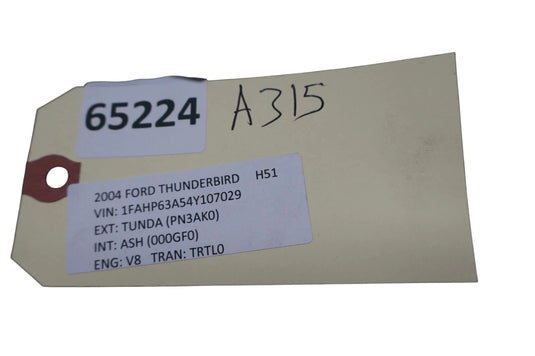 65224 A315
2004 FORD THUNDERBIRD H51
VIN: 1FAHP63A54Y107029
EXT: TUNDA (PN3AK0)
INT: ASH (000GF0)
ENG: V8 TRAN: TRTL0